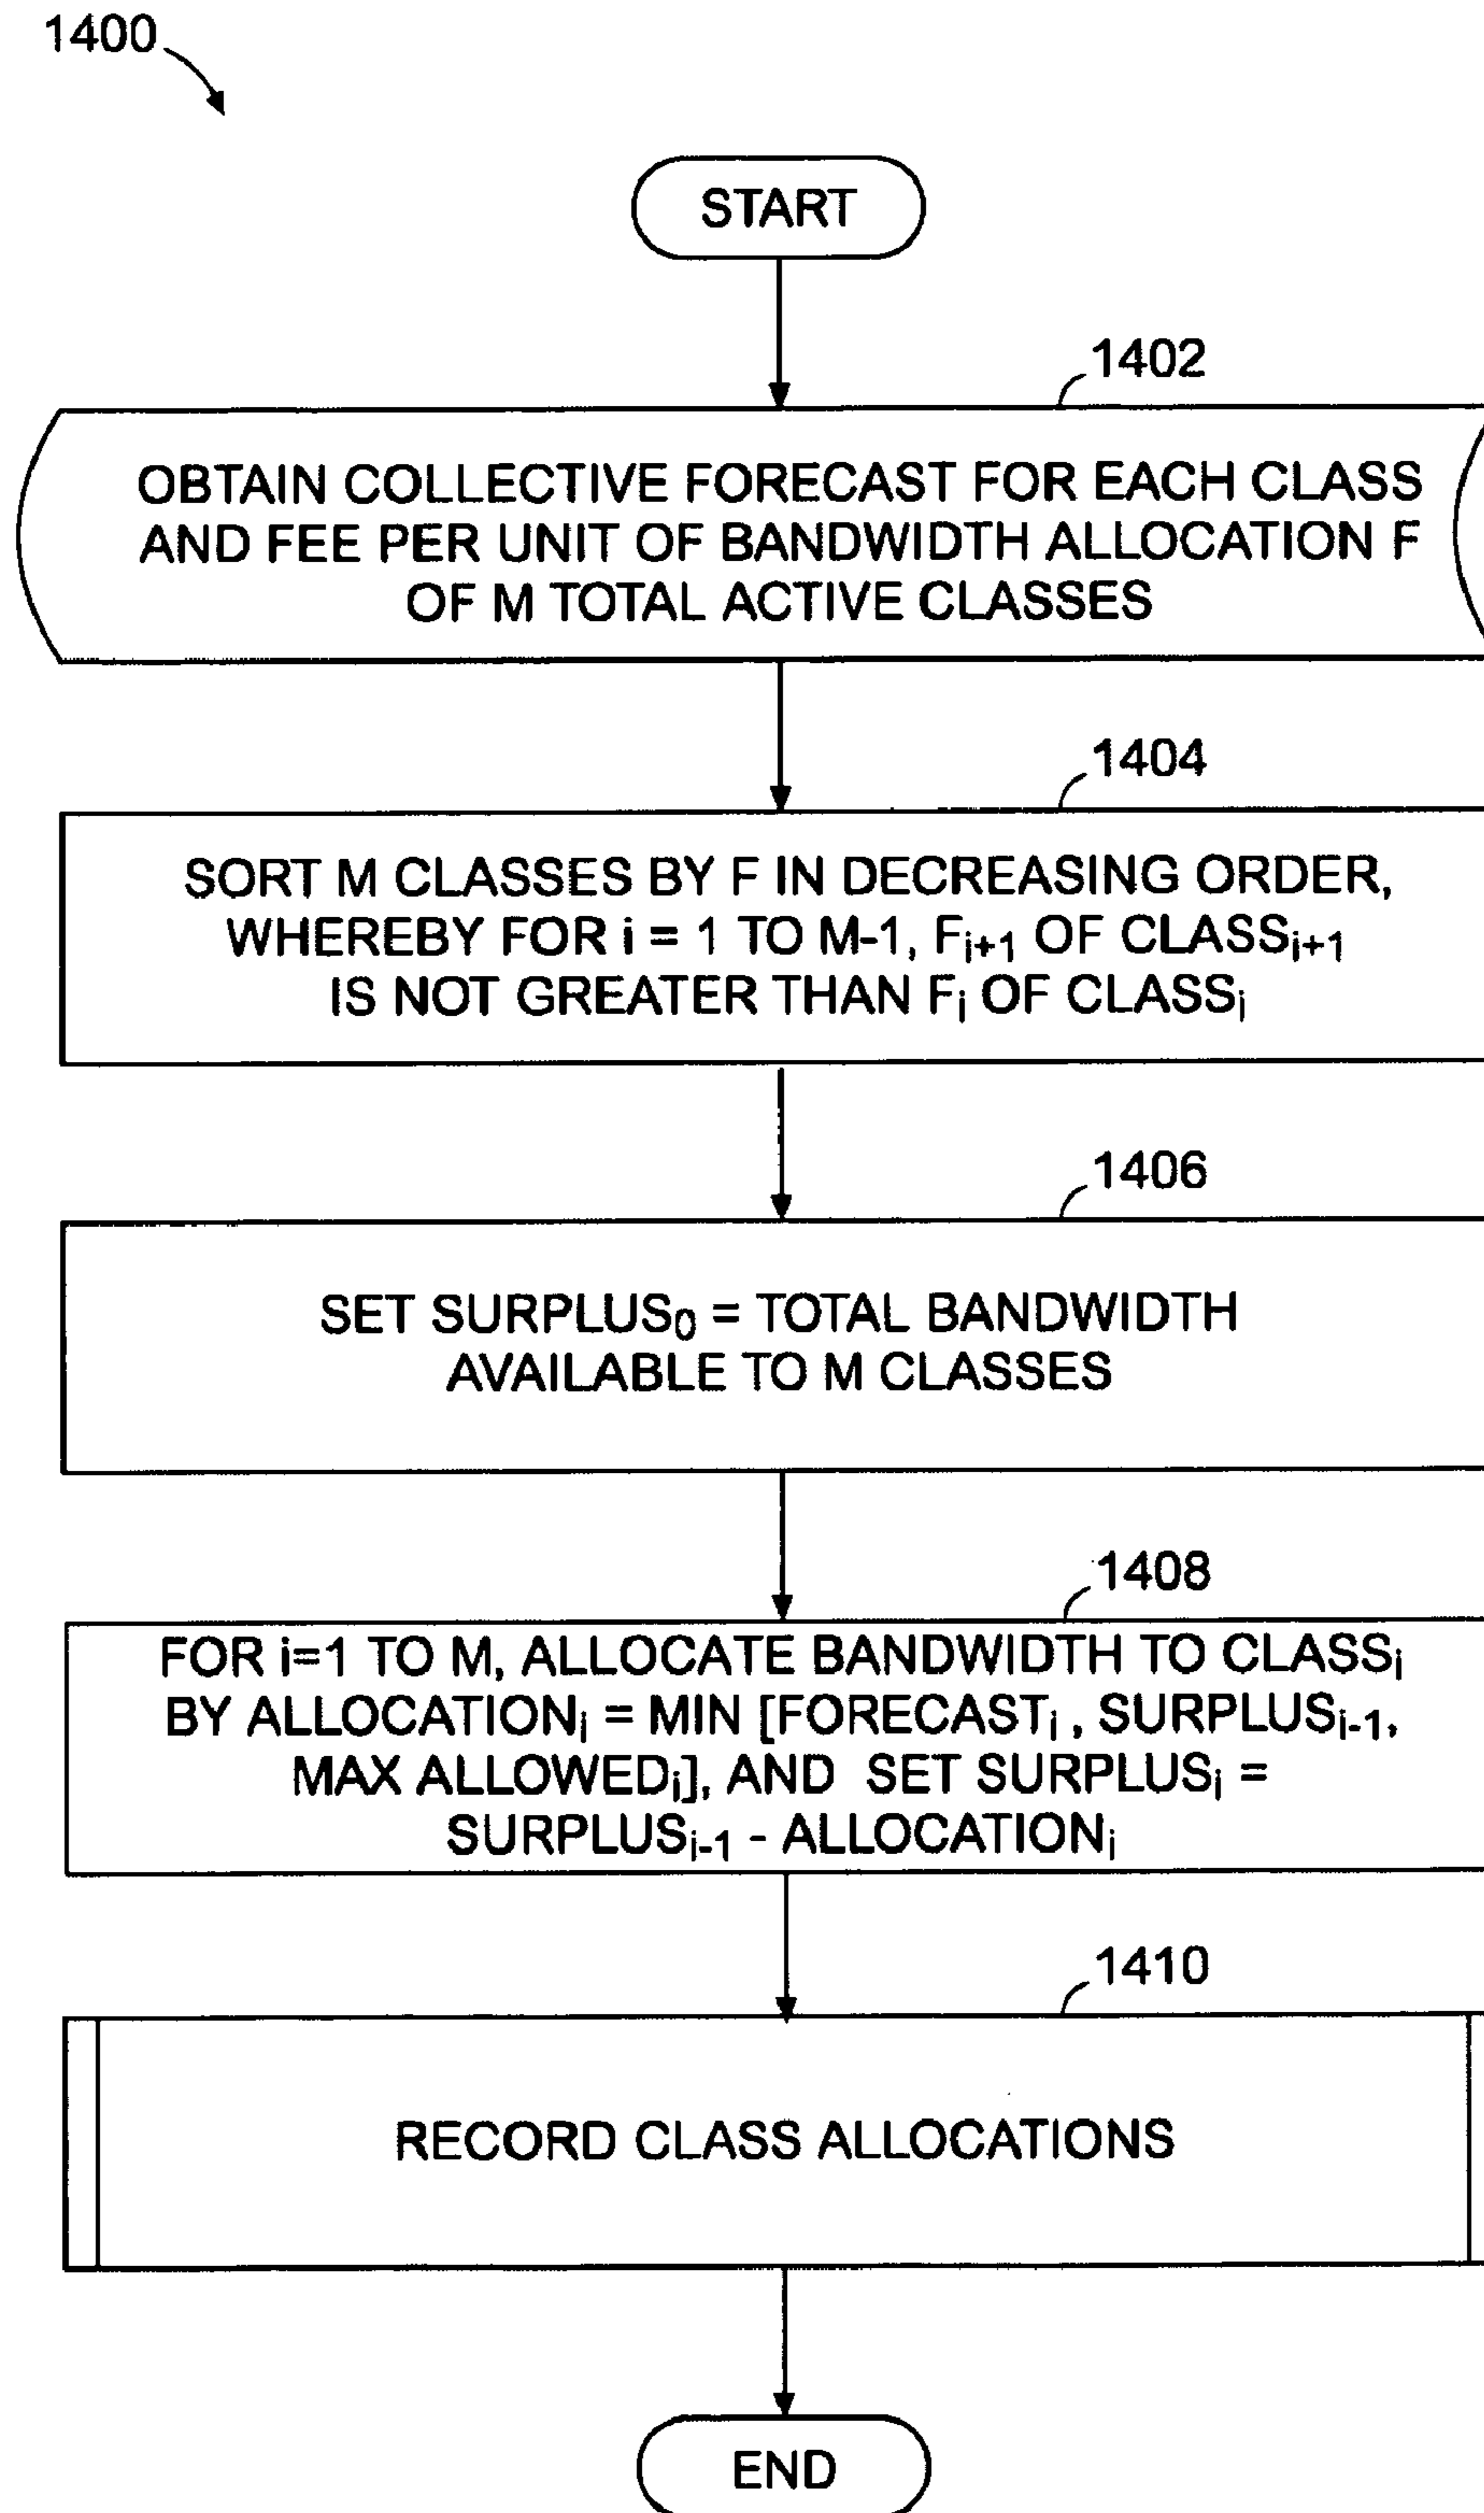 1400
START
1402
OBTAIN COLLECTIVE FORECAST FOR EACH CLASS
AND FEE PER UNIT OF BANDWIDTH ALLOCATION F
OF M TOTAL ACTIVE CLASSES
1404
SORT M CLASSES BY F IN DECREASING ORDER,
WHEREBY FOR i = 1 TO M-1, Fi+1 OF CLASSi+1
IS NOT GREATER THAN Fi OF CLASSi
1406
SET SURPLUS0 = TOTAL BANDWIDTH
AVAILABLE TO M CLASSES
1408
FOR i=1 TO M, ALLOCATE BANDWIDTH TO CLASSi
BY ALLOCATIONi = MIN [FORECASTi , SURPLUSi-1,
MAX ALLOWEDi], AND SET SURPLUSi =
SURPLUSi-1 - ALLOCATIONi
1410
RECORD CLASS ALLOCATIONS
END